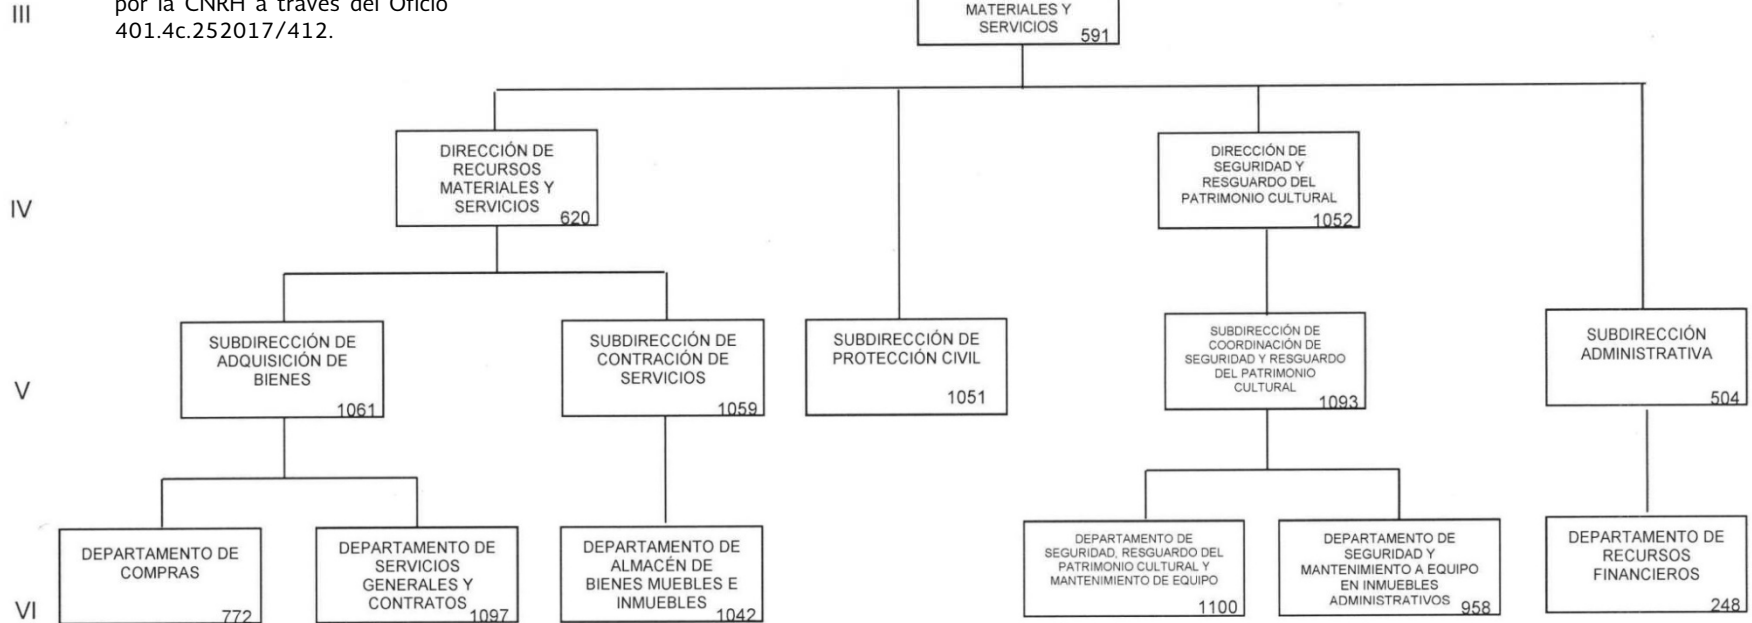 III
por la CNRH a través del Oficio
401.4c.252017/412.
MATERIALES Y
SERVICIOS
591
IV
DIRECCIÓN DE
RECURSOS
MATERIALES Y
SERVICIOS
620
DIRECCIÓN DE
SEGURIDAD Y
RESGUARDO DEL
PATRIMONIO CULTURAL
1052
V
SUBDIRECCIÓN DE
ADQUISICIÓN DE
BIENES
1061
SUBDIRECCIÓN DE
CONTRACIÓN DE
SERVICIOS
1059
SUBDIRECCIÓN DE
PROTECCIÓN CIVIL
1051
SUBDIRECCIÓN DE
COORDINACIÓN DE
SEGURIDAD Y RESGUARDO
DEL PATRIMONIO
CULTURAL
1093
SUBDIRECCIÓN
ADMINISTRATIVA
504
VI
DEPARTAMENTO DE
COMPRAS
772
DEPARTAMENTO DE
SERVICIOS
GENERALES Y
CONTRATOS
1097
DEPARTAMENTO DE
ALMACÉN DE
BIENES MUEBLES E
INMUEBLES
1042
DEPARTAMENTO DE
SEGURIDAD, RESGUARDO DEL
PATRIMONIO CULTURAL Y
MANTENIMIENTO DE EQUIPO
1100
DEPARTAMENTO DE
SEGURIDAD Y
MANTENIMIENTO A EQUIPO
EN INMUEBLES
ADMINISTRATIVOS
958
DEPARTAMENTO DE
RECURSOS
FINANCIEROS
248